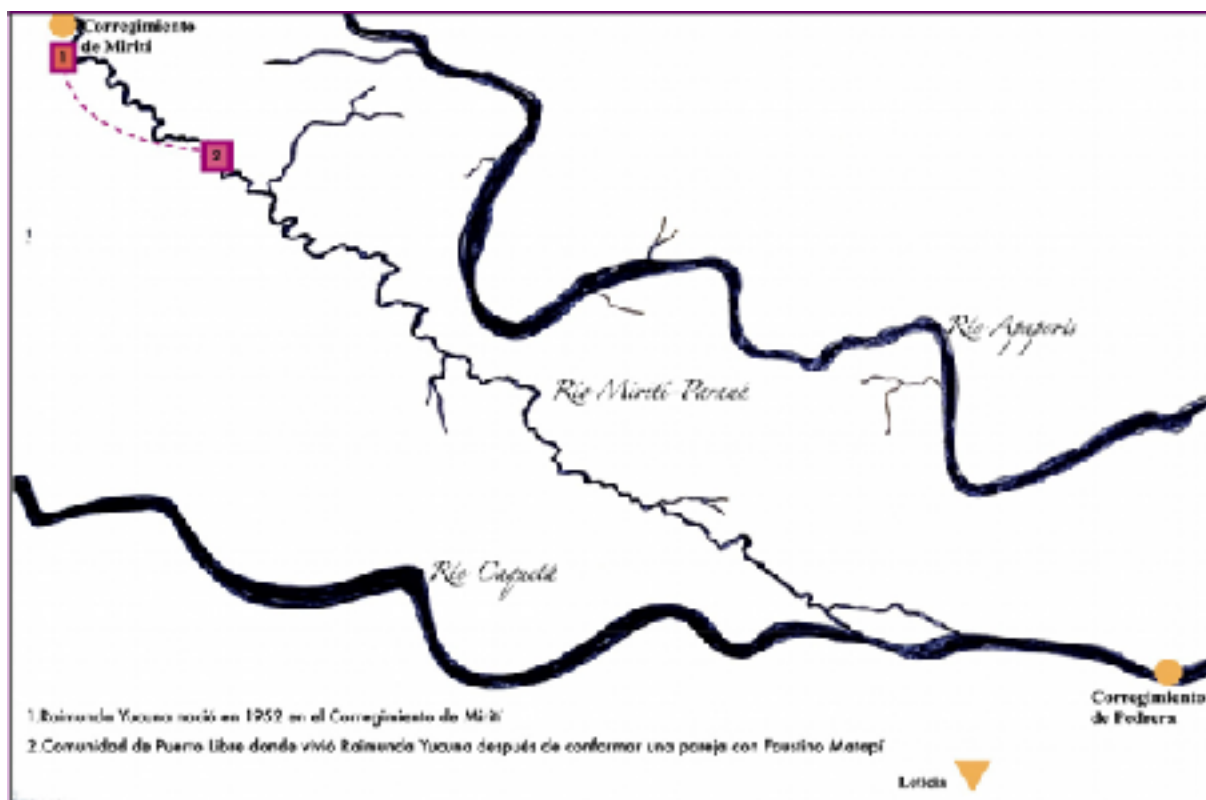 Corregimiento
de Mirití
1
2
Río Apaporis
Río Mirití Paraná
Río Caquetá
Corregimiento
de Pedrera
1.Raimunda Yucuna nació en 1952 en el Corregimiento de Mirití
2.Comunidad de Puerto Libre donde vivió Raimunda Yucuna después de conformar una pareja con Faustino Matapí
Leticia